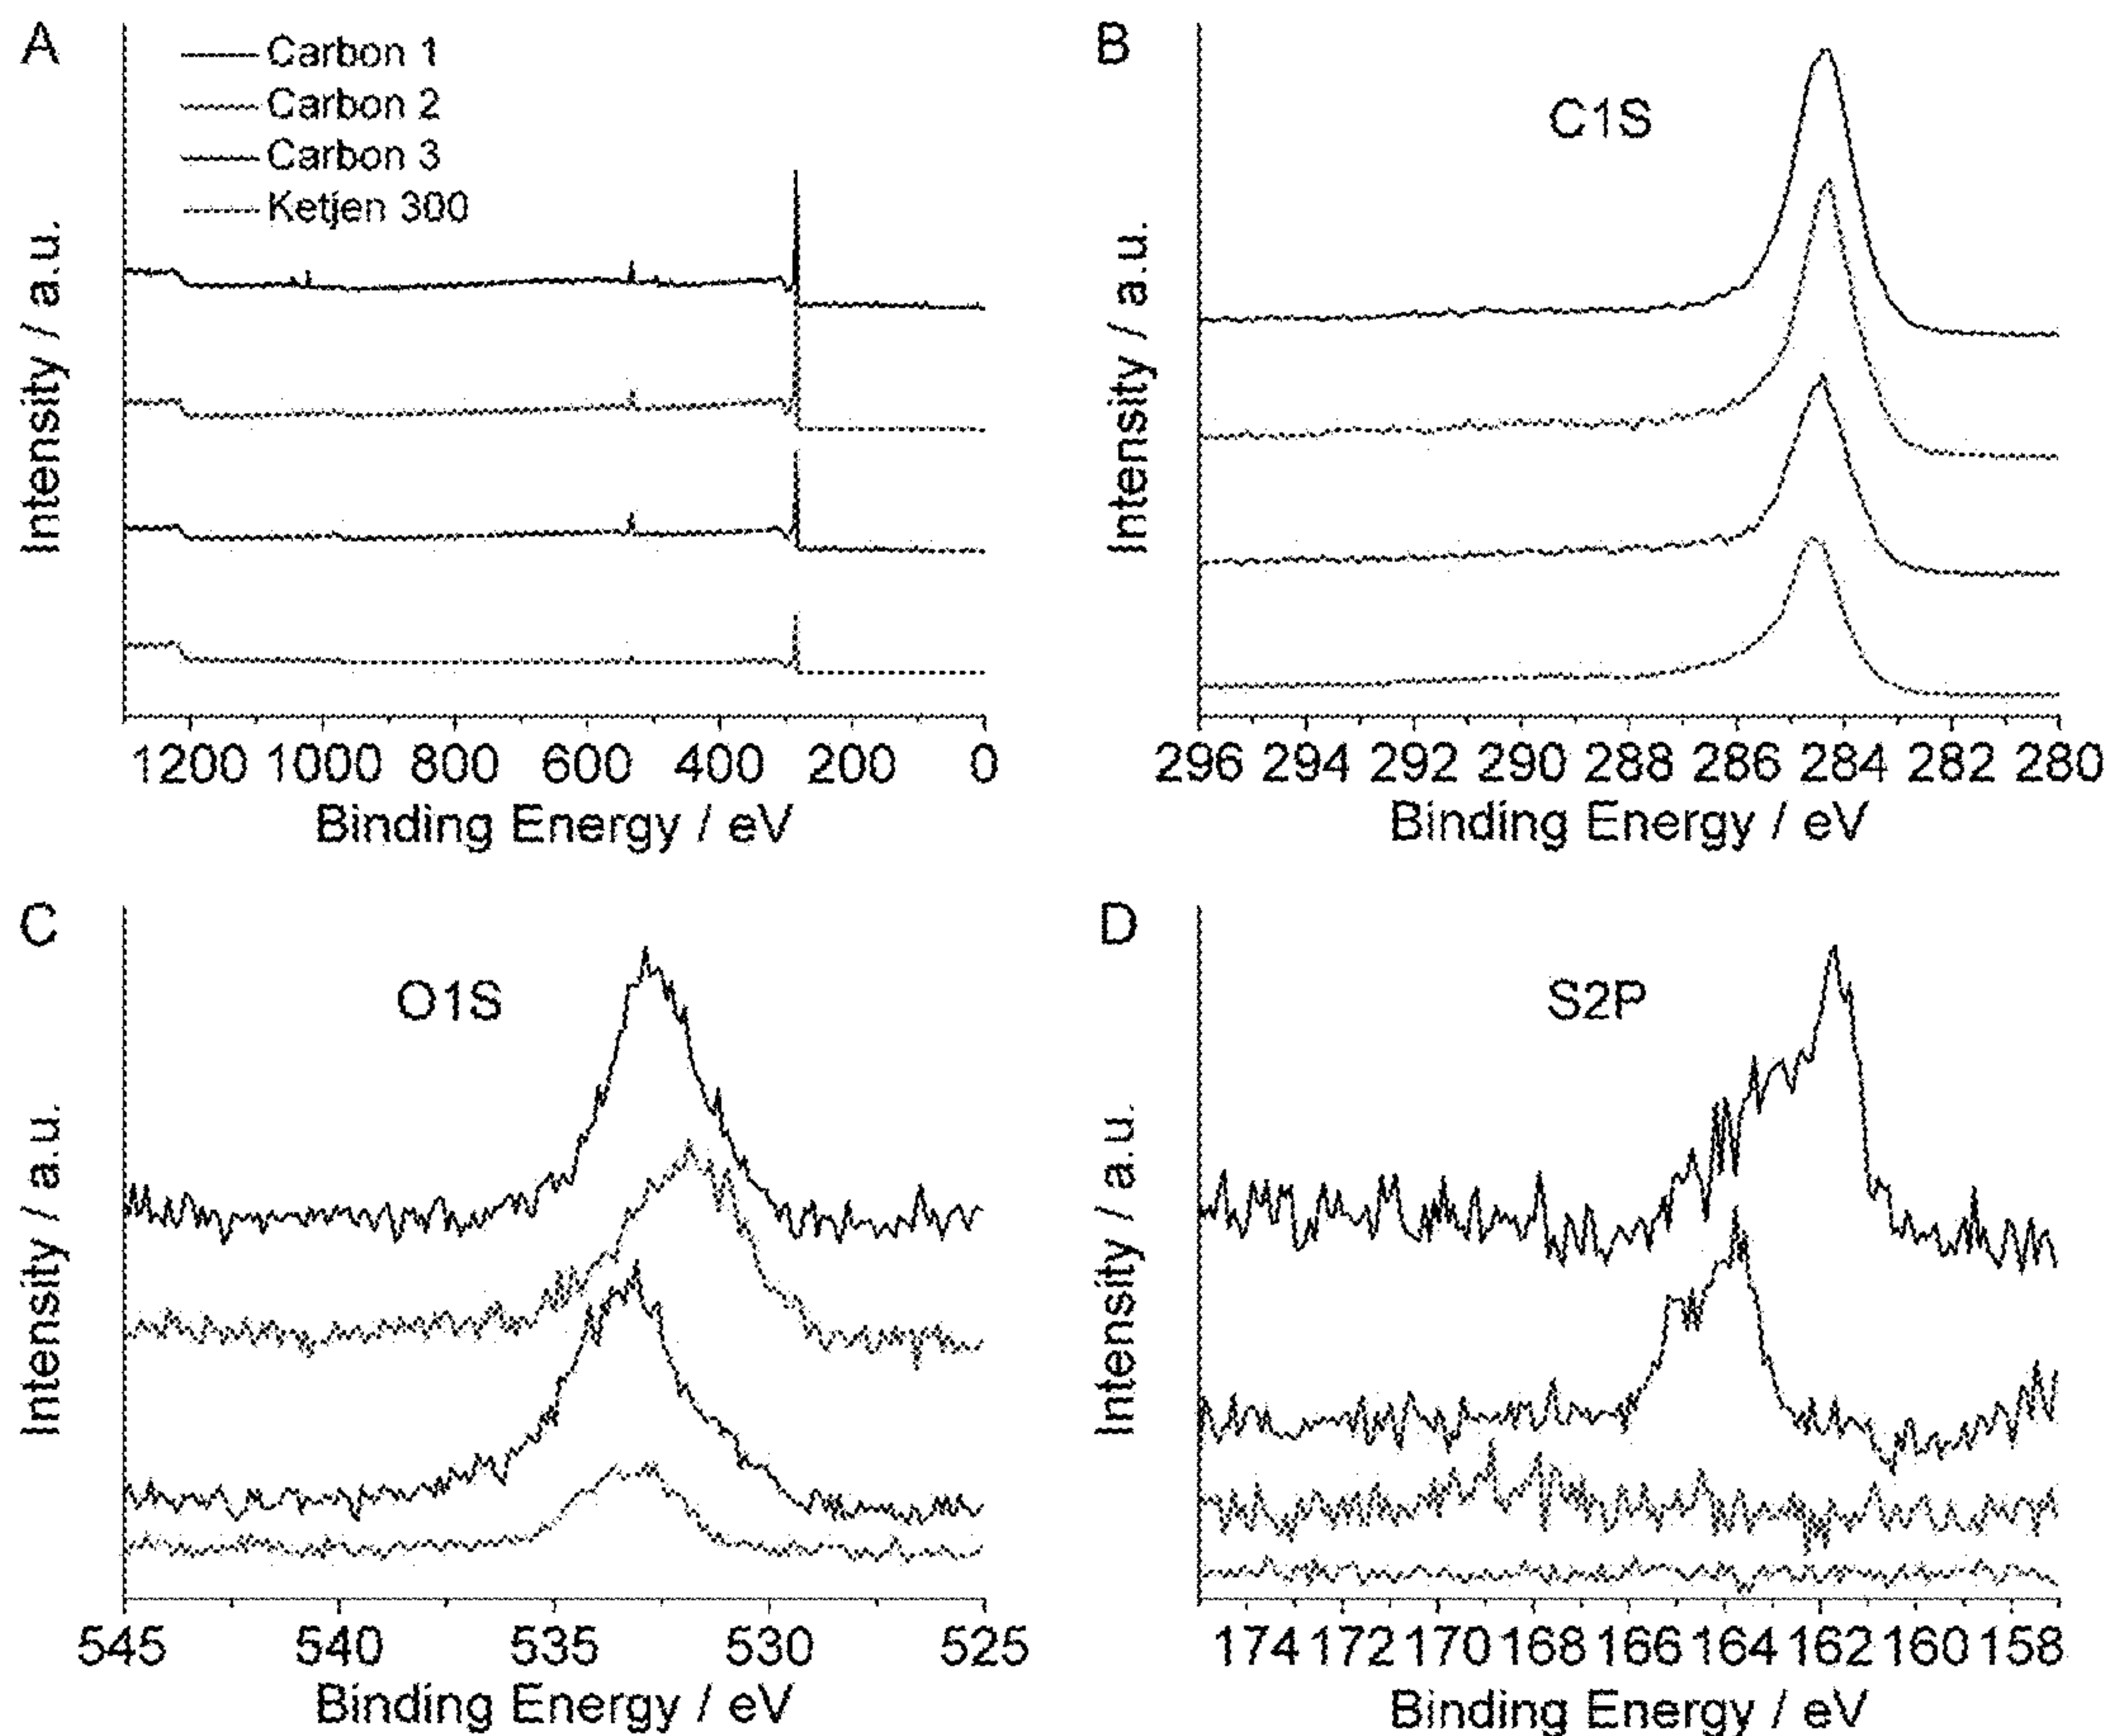 A
Carbon 1
Carbon 2
Carbon 3
Ketjen 300
Intensity / a.u.
1200 1000 800 600 400 200 0
Binding Energy / eV
B
C1S
Intensity / a.u.
296 294 292 290 288 286 284 282 280
Binding Energy / eV
C
O1S
Intensity / a.u.
545 540 535 530 525
Binding Energy / eV
D
S2P
Intensity / a.u.
174 172 170 168 166 164 162 160 158
Binding Energy / eV